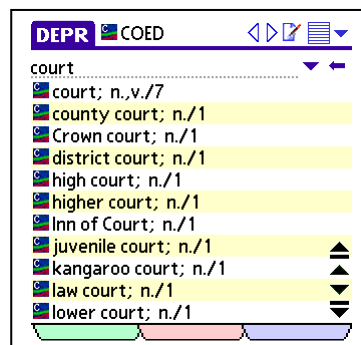 DEPR COED
court
court; n.,v./7
county court; n./1
Crown court; n./1
district court; n./1
high court; n./1
higher court; n./1
Inn of Court; n./1
juvenile court; n./1
kangaroo court; n./1
law court; n./1
lower court; n./1